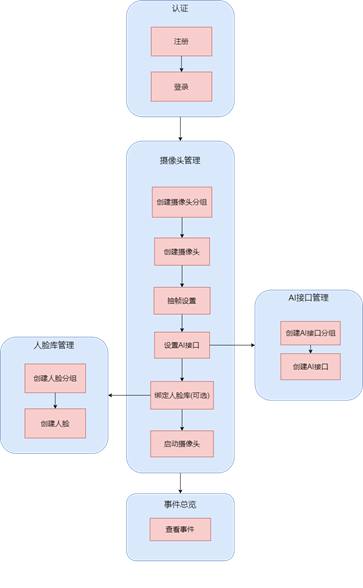 认证
注册
登录
摄像头管理
创建摄像头分组
创建摄像头
抽帧设置
设置AI接口
绑定人脸库(可选)
启动摄像头
AI接口管理
创建AI接口分组
创建AI接口
人脸库管理
创建人脸分组
创建人脸
事件总览
查看事件